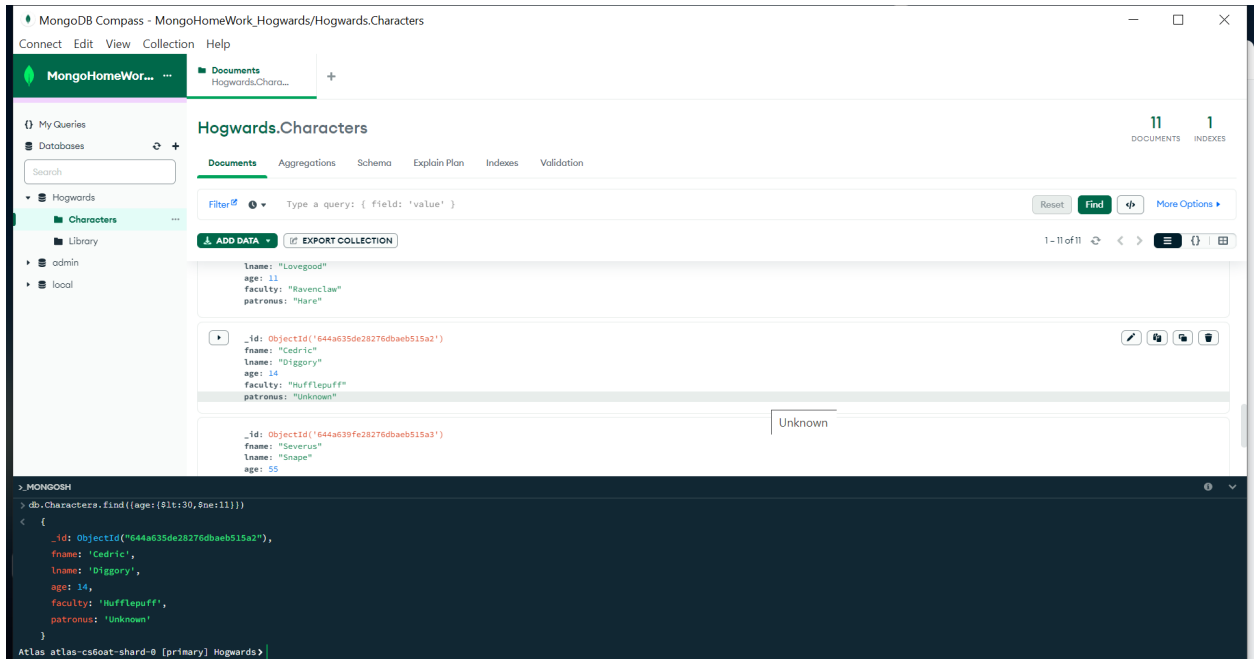 MongoDB Compass - MongoHomeWork_Hogwards/Hogwards.Characters
Connect Edit View Collection Help
MongoHomeWor... ...
Documents
Hogwards.Chara...
+
{} My Queries
Databases
Search
Hogwards
Characters ...
Library
admin
local
Hogwards.Characters
11
DOCUMENTS
1
INDEXES
Documents Aggregations Schema Explain Plan Indexes Validation
Filter Type a query: { field: 'value' } Reset Find </> More Options
ADD DATA EXPORT COLLECTION 1 – 11 of 11 {}
lname: "Lovegood"
age: 11
faculty: "Ravenclaw"
patronus: "Hare"
_id: ObjectId('644a635de28276dbaeb515a2')
fname: "Cedric"
lname: "Diggory"
age: 14
faculty: "Hufflepuff"
patronus: "Unknown"
Unknown
_id: ObjectId('644a639fe28276dbaeb515a3')
fname: "Severus"
lname: "Snape"
age: 55
>_MONGOSH
> db.Characters.find({age:{$lt:30,$ne:11}})
< {
_id: ObjectId("644a635de28276dbaeb515a2"),
fname: 'Cedric',
lname: 'Diggory',
age: 14,
faculty: 'Hufflepuff',
patronus: 'Unknown'
}
Atlas atlas-cs6oat-shard-0 [primary] Hogwards>